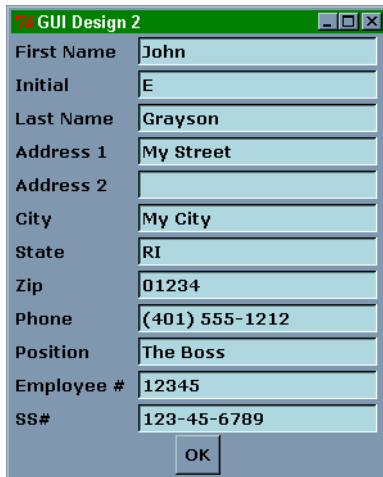 GUI Design 2
First Name John
Initial E
Last Name Grayson
Address 1 My Street
Address 2
City My City
State RI
Zip 01234
Phone (401) 555-1212
Position The Boss
Employee # 12345
SS# 123-45-6789
OK